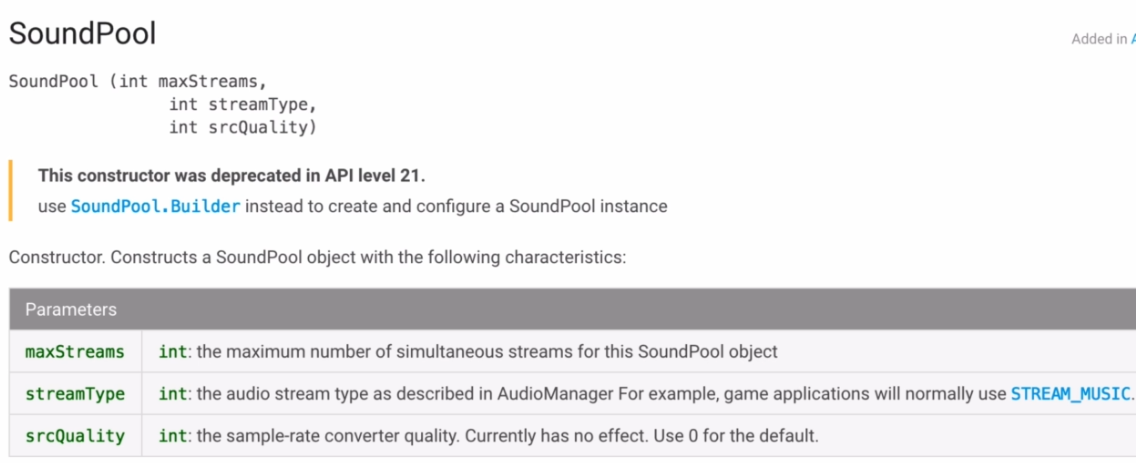 SoundPool
Added in A
SoundPool (int maxStreams,
int streamType,
int srcQuality)
This constructor was deprecated in API level 21.
use SoundPool.Builder instead to create and configure a SoundPool instance
Constructor. Constructs a SoundPool object with the following characteristics:
Parameters
maxStreams int: the maximum number of simultaneous streams for this SoundPool object
streamType int: the audio stream type as described in AudioManager For example, game applications will normally use STREAM_MUSIC.
srcQuality int: the sample-rate converter quality. Currently has no effect. Use 0 for the default.